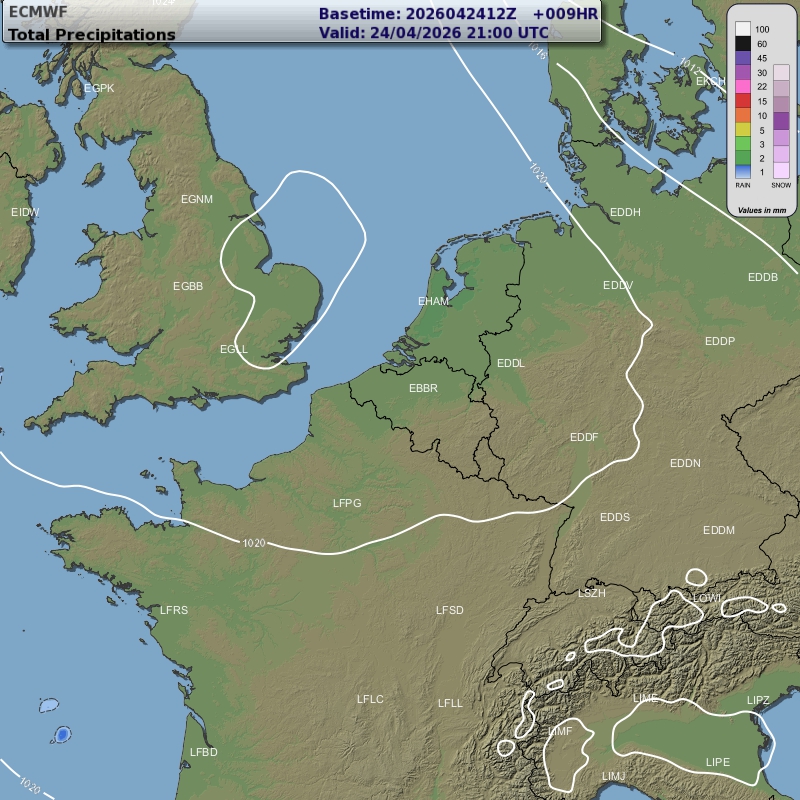 1024
ECMWF
Basetime: 2026042412Z +009HR
Total Precipitations
Valid: 24/04/2026 21:00 UTC
100
60
45
30
22
15
10
5
3
2
1
RAIN SNOW
Values in mm
1016
1012
EKCH
EGPK
1020
EGNM
EIDW
EDDH
EDDB
EGBB
EDDV
EHAM
EDDP
EGLL
EDDL
EBBR
EDDF
EDDN
LFPG
EDDS
EDDM
1020
LSZH
LOWI
LFRS
LFSD
LFLC
LFLL
LIME
LIPZ
LIMF
LFBD
LIPE
LIMJ
1020